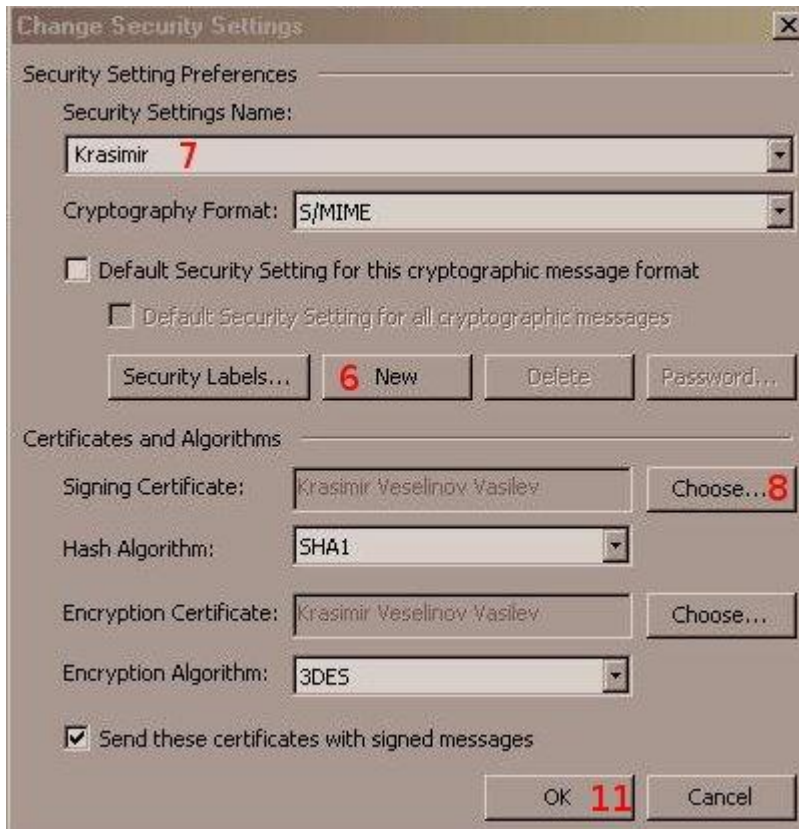 Change Security Settings
Security Setting Preferences
Security Settings Name:
Krasimir 7
Cryptography Format: S/MIME
Default Security Setting for this cryptographic message format
Default Security Setting for all cryptographic messages
Security Labels... 6 New Delete Password...
Certificates and Algorithms
Signing Certificate: Krasimir Veselinov Vasilev Choose... 8
Hash Algorithm: SHA1
Encryption Certificate: Krasimir Veselinov Vasilev Choose...
Encryption Algorithm: 3DES
Send these certificates with signed messages
OK 11 Cancel